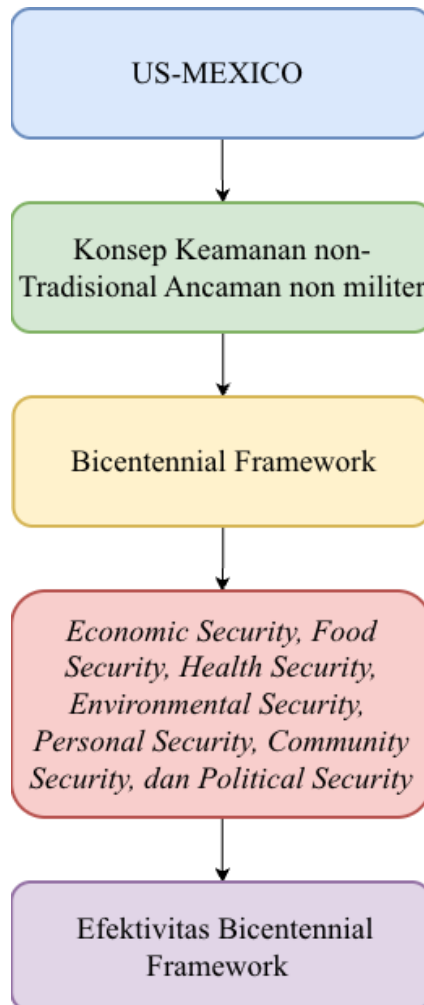 US-MEXICO
Konsep Keamanan non-
Tradisional Ancaman non militer
Bicentennial Framework
Economic Security, Food
Security, Health Security,
Environmental Security,
Personal Security, Community
Security, dan Political Security
Efektivitas Bicentennial
Framework